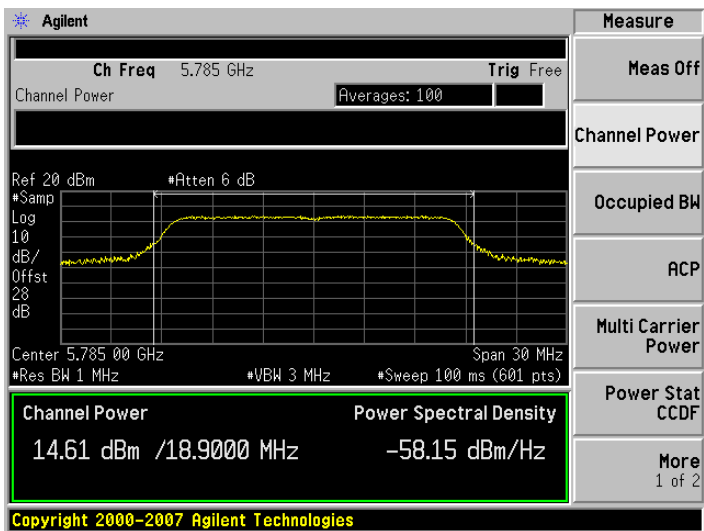 Agilent
Measure
Ch Freq 5.785 GHz Trig Free
Channel Power Averages: 100
Meas Off
Channel Power
Occupied BW
ACP
Multi Carrier
Power
Power Stat
CCDF
More
1 of 2
Ref 20 dBm #Atten 6 dB
#Samp
Log
10
dB/
Offst
28
dB
Center 5.785 00 GHz Span 30 MHz
#Res BW 1 MHz #VBW 3 MHz #Sweep 100 ms (601 pts)
Channel Power Power Spectral Density
14.61 dBm /18.9000 MHz -58.15 dBm/Hz
Copyright 2000-2007 Agilent Technologies